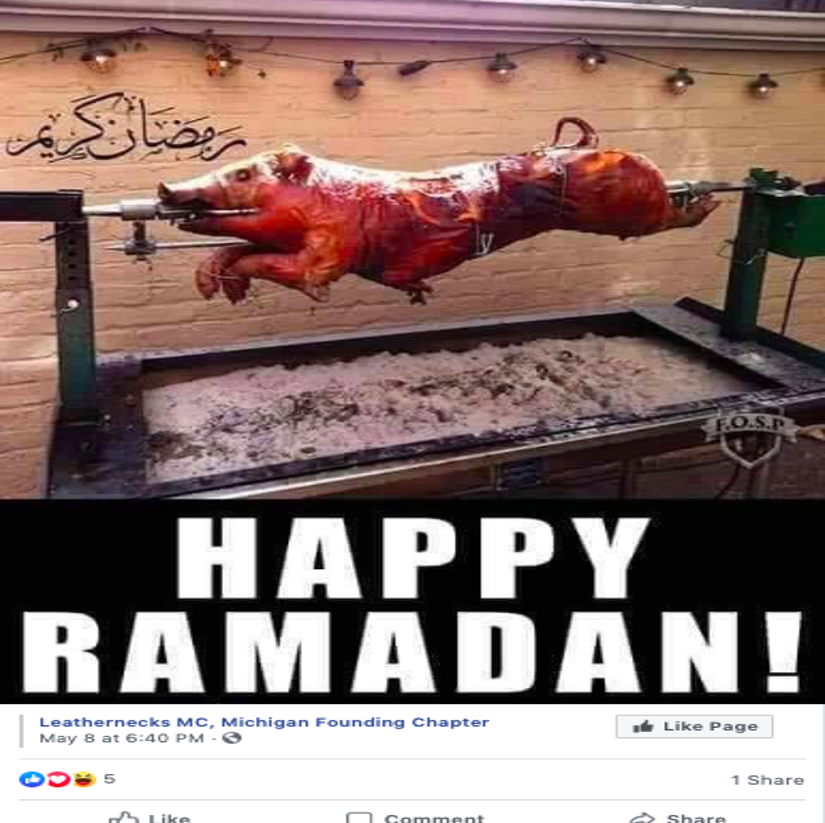 رمضان كريم
F.O.S.P
HAPPY
RAMADAN!
Leathernecks MC, Michigan Founding Chapter
Like Page
May 8 at 6:40 PM -
5
1 Share
Like
Comment
Share